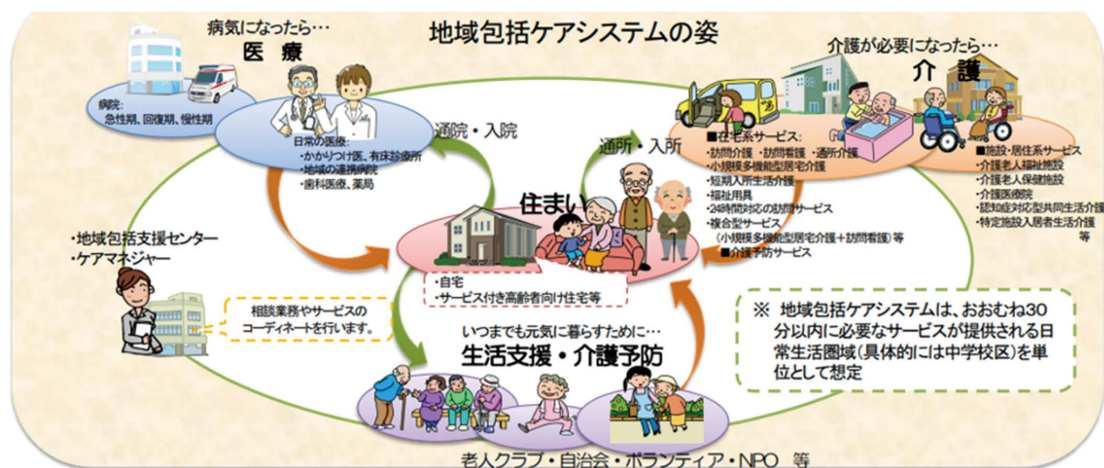 地域包括ケアシステムの姿
病気になったら…
医 療
病院:
急性期、回復期、慢性期
日常の医療:
・かかりつけ医、有床診療所
・地域の連携病院
・歯科医療、薬局
通院・入院
介護が必要になったら…
介 護
通所・入所
■在宅系サービス:
・訪問介護 ・訪問看護 ・通所介護
・小規模多機能型居宅介護
・短期入所生活介護
・福祉用具
・24時間対応の訪問サービス
・複合型サービス
(小規模多機能型居宅介護+訪問看護)等
■介護予防サービス
■施設・居住系サービス
・介護老人福祉施設
・介護老人保健施設
・介護医療院
・認知症対応型共同生活介護
・特定施設入居者生活介護
等
住まい
・自宅
・サービス付き高齢者向け住宅等
・地域包括支援センター
・ケアマネジャー
相談業務やサービスの
コーディネートを行います。
いつまでも元気に暮らすために…
生活支援・介護予防
老人クラブ・自治会・ボランティア・NPO 等
※ 地域包括ケアシステムは、おおむね30
分以内に必要なサービスが提供される日
常生活圏域(具体的には中学校区)を単
位として想定